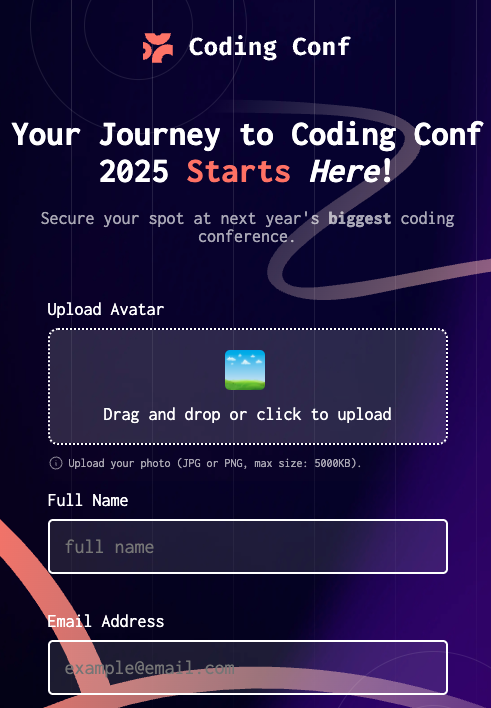 Coding Conf
Your Journey to Coding Conf
2025 Starts Here!
Secure your spot at next year's biggest coding
conference.
Upload Avatar
Drag and drop or click to upload
Upload your photo (JPG or PNG, max size: 5000KB).
Full Name
full name
Email Address
example@email.com